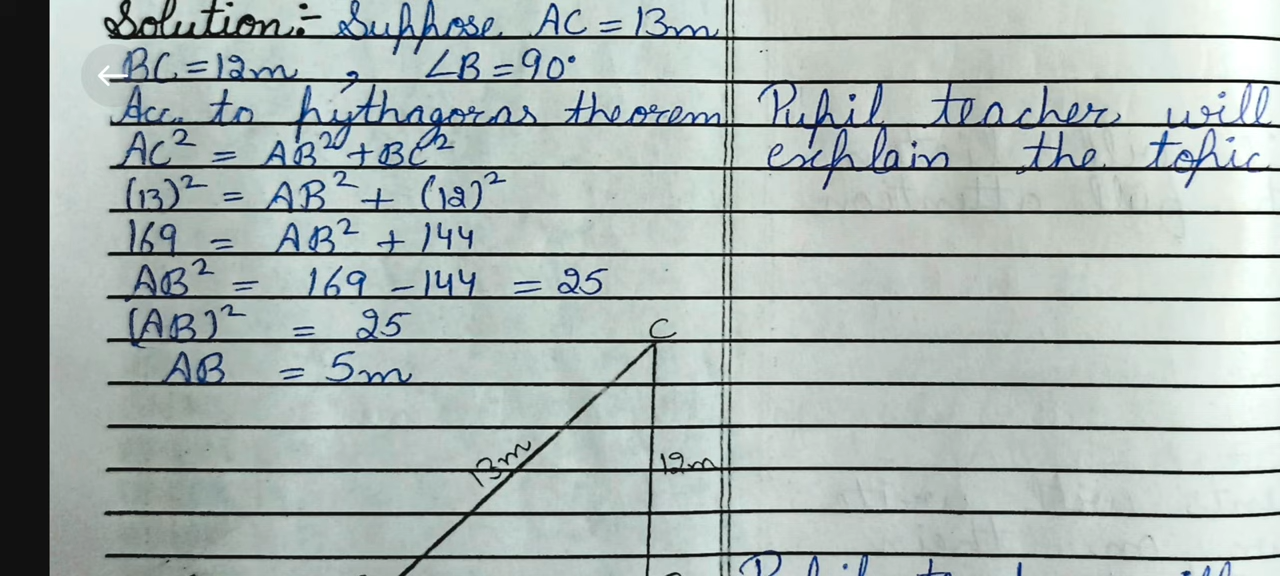 Solution:- Suppose AC = 13m
BC = 12m , ∠B = 90°
Acc. to pythagoras theorem
AC² = AB² + BC²
(13)² = AB² + (12)²
169 = AB² + 144
AB² = 169 - 144 = 25
(AB)² = 25
AB = 5m
C
13m
12m
Pupil teacher will
explain the topic